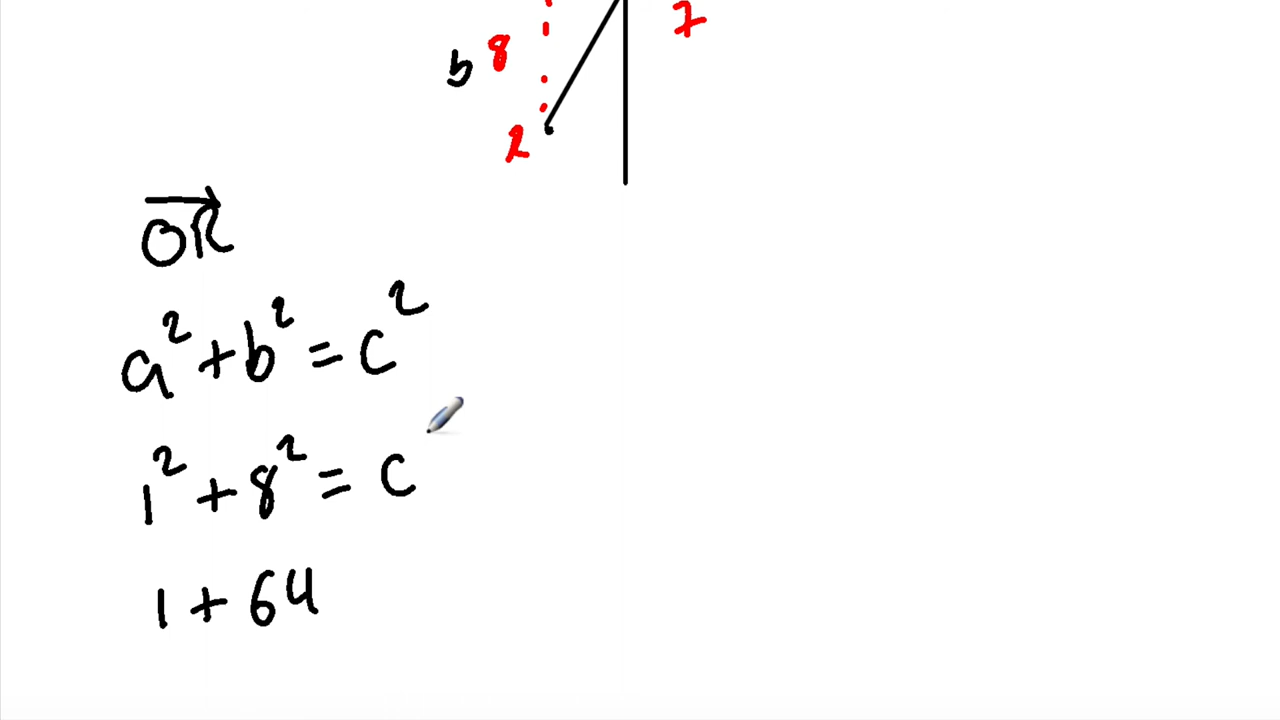 7
b 8
2
OR
a² + b² = c²
1² + 8² = c
1 + 64